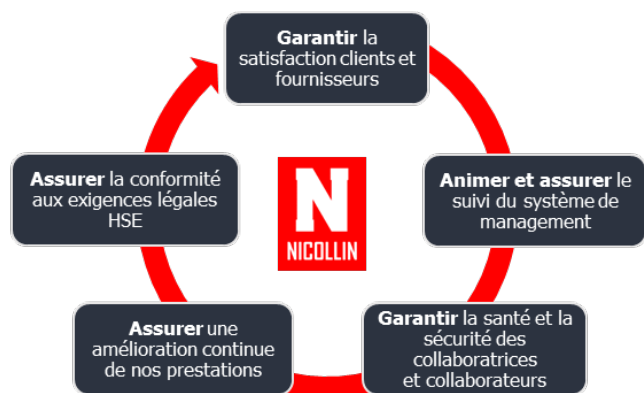 Garantir la
satisfaction clients et
fournisseurs
Animer et assurer le
suivi du système de
management
Garantir la santé et la
sécurité des
collaboratrices
et collaborateurs
Assurer une
amélioration continue
de nos prestations
Assurer la conformité
aux exigences légales
HSE
N
NICOLLIN